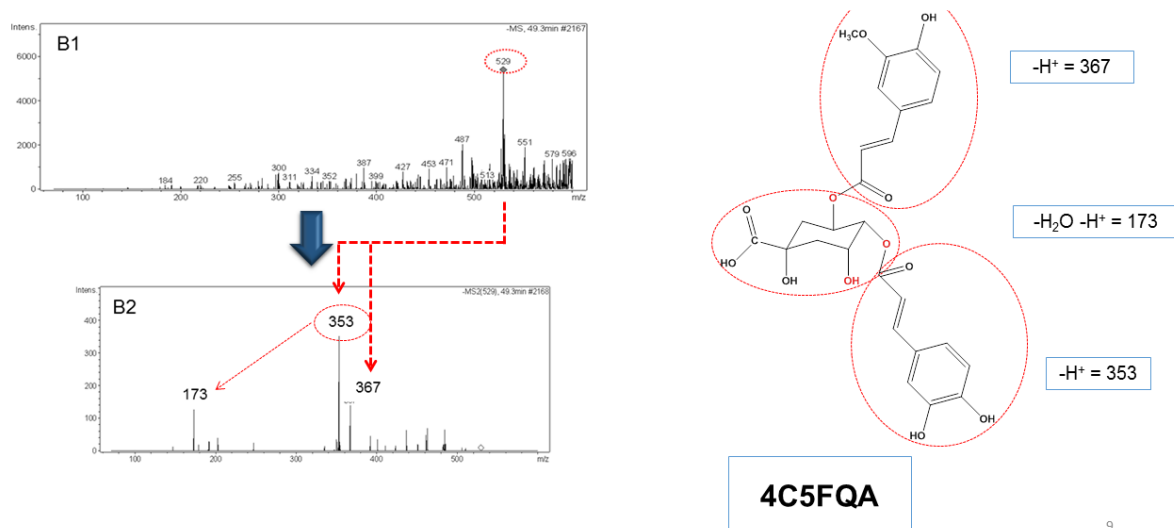 Intens.
-MS, 49.3min #2167
B1
6000
4000
2000
0
529
184
220
255
300
311
334
352
387
399
427
453
471
487
513
551
579
596
100
200
300
400
500
m/z
Intens.
-MS2(529), 49.3min #2168
B2
400
300
200
100
0
353
173
367
100
200
300
400
500
m/z
OH
H₃CO
O
O
O
HO
OH
OH
O
O
HO
OH
-H⁺ = 367
-H₂O -H⁺ = 173
-H⁺ = 353
4C5FQA
9